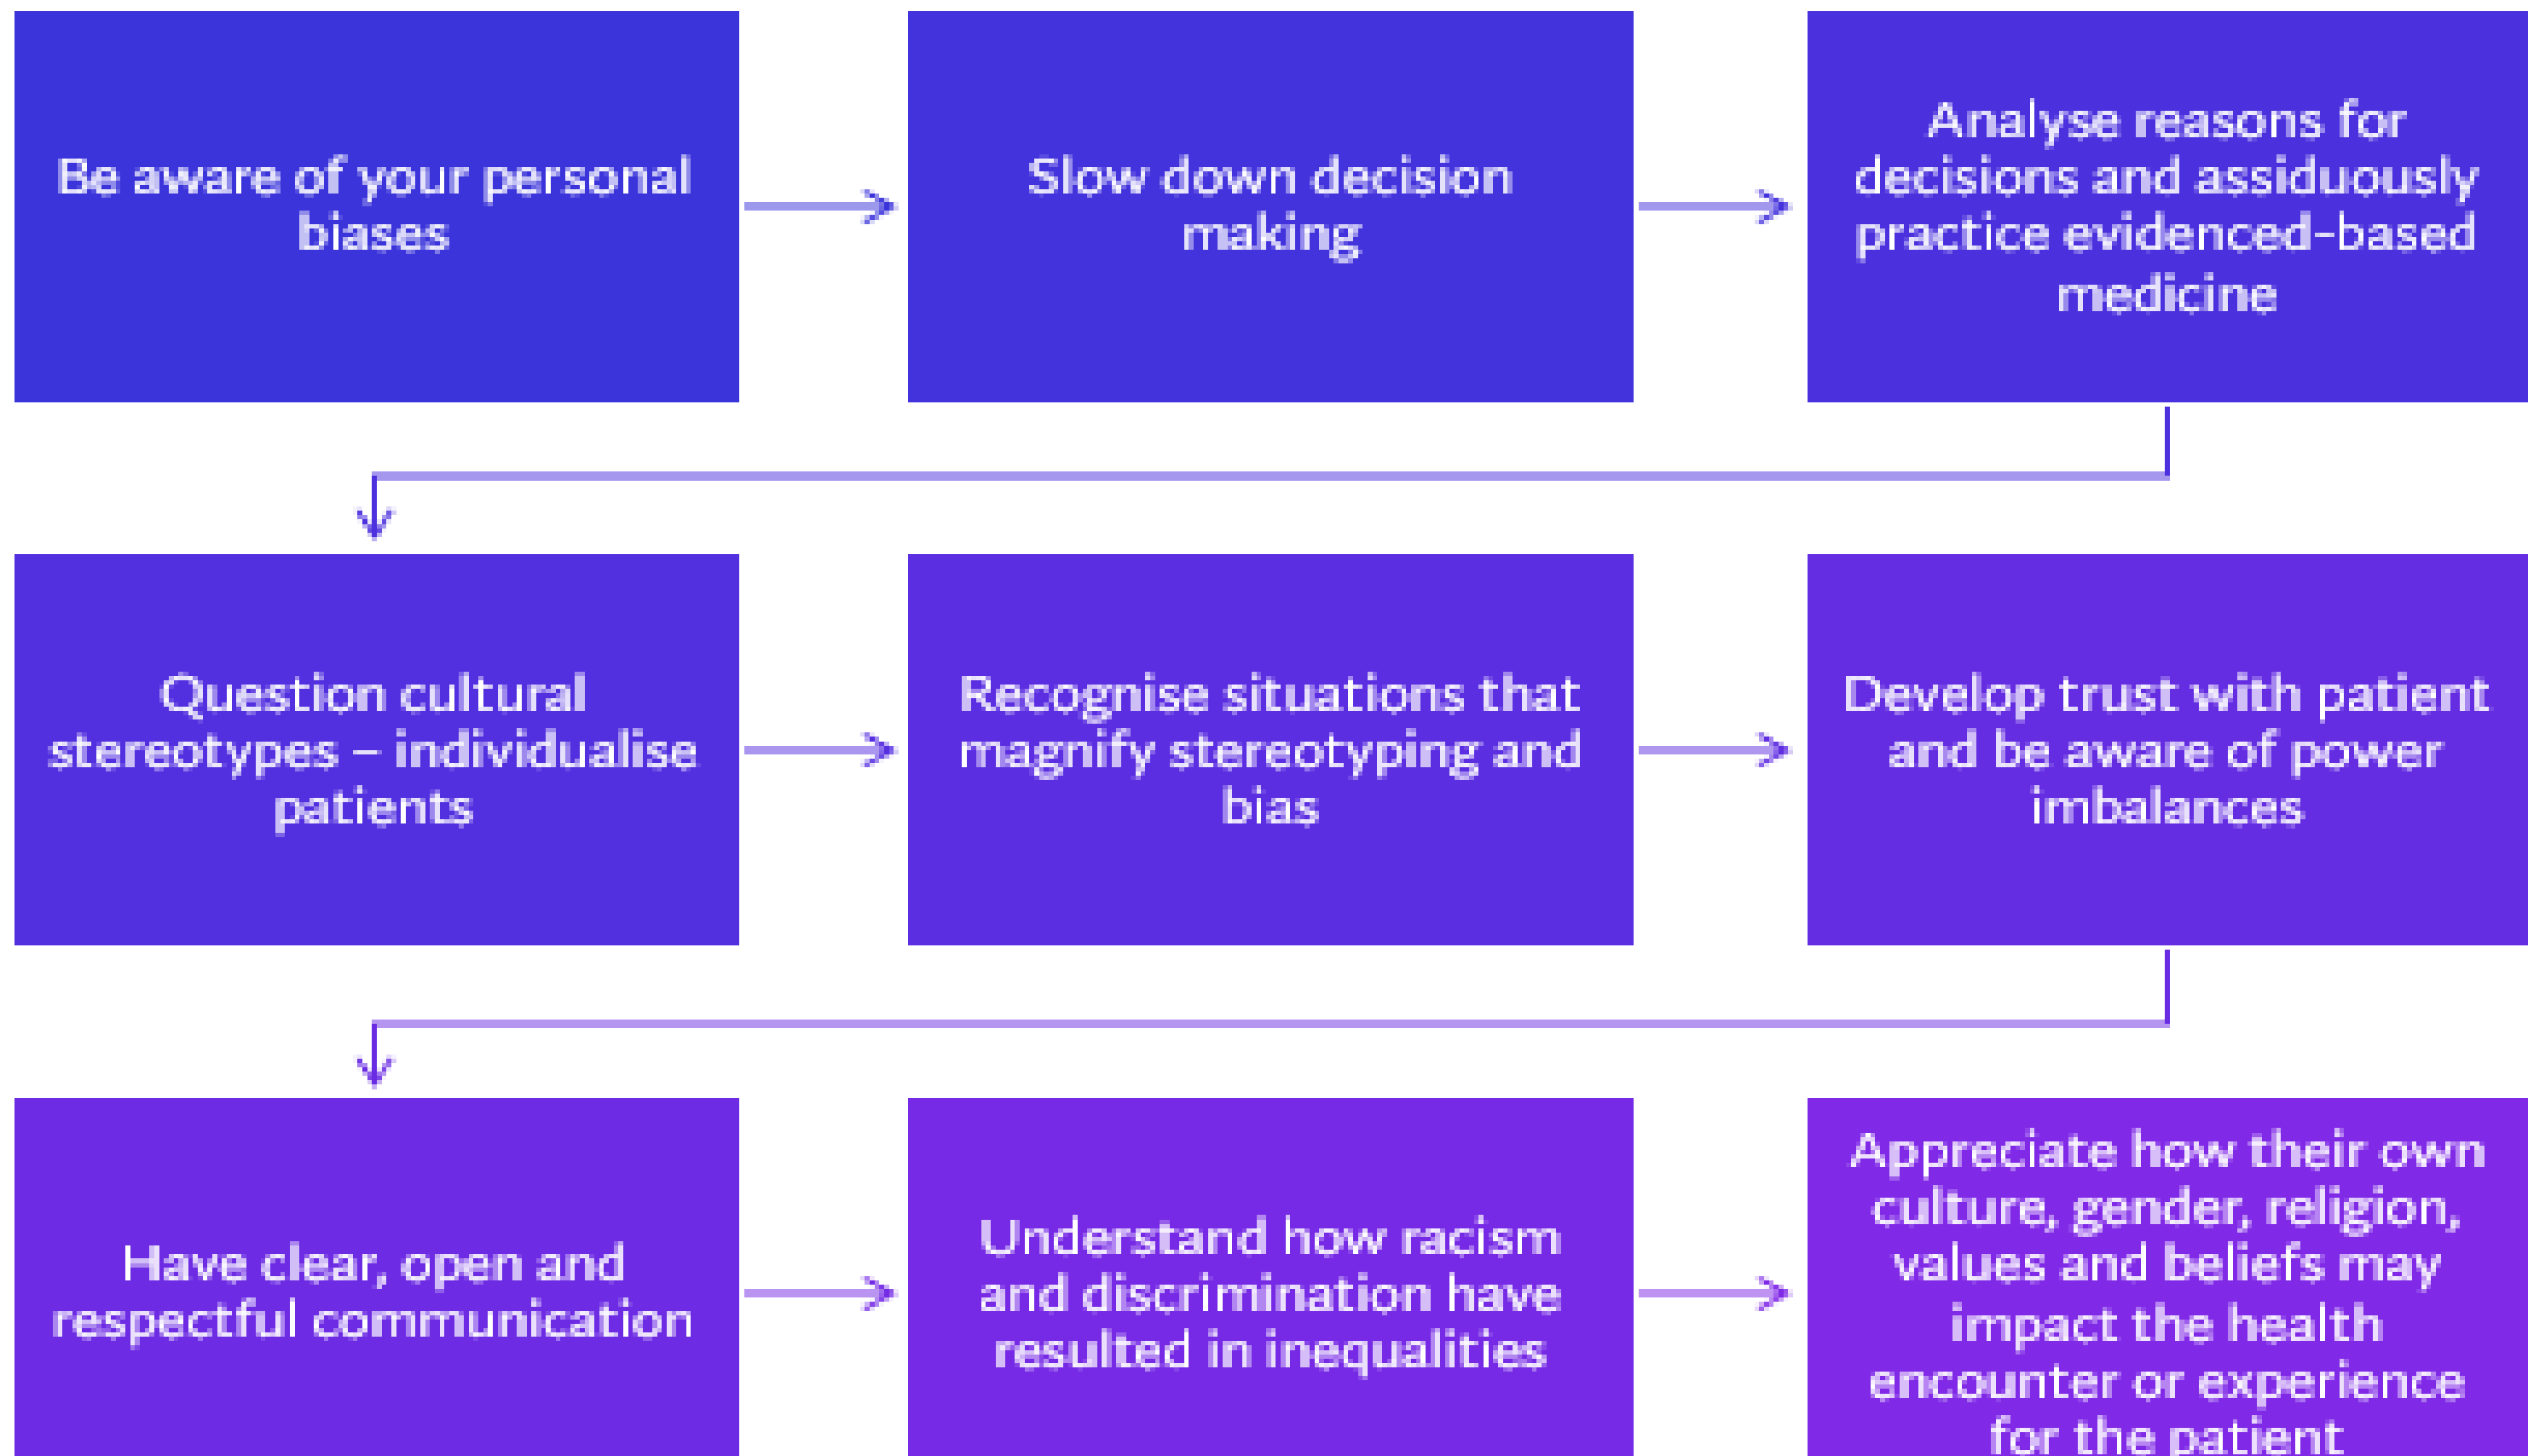 Be aware of your personal
biases
Slow down decision
making
Analyse reasons for
decisions and assiduously
practice evidenced-based
medicine
Question cultural
stereotypes – individualise
patients
Recognise situations that
magnify stereotyping and
bias
Develop trust with patient
and be aware of power
imbalances
Have clear, open and
respectful communication
Understand how racism
and discrimination have
resulted in inequalities
Appreciate how their own
culture, gender, religion,
values and beliefs may
impact the health
encounter or experience
for the patient